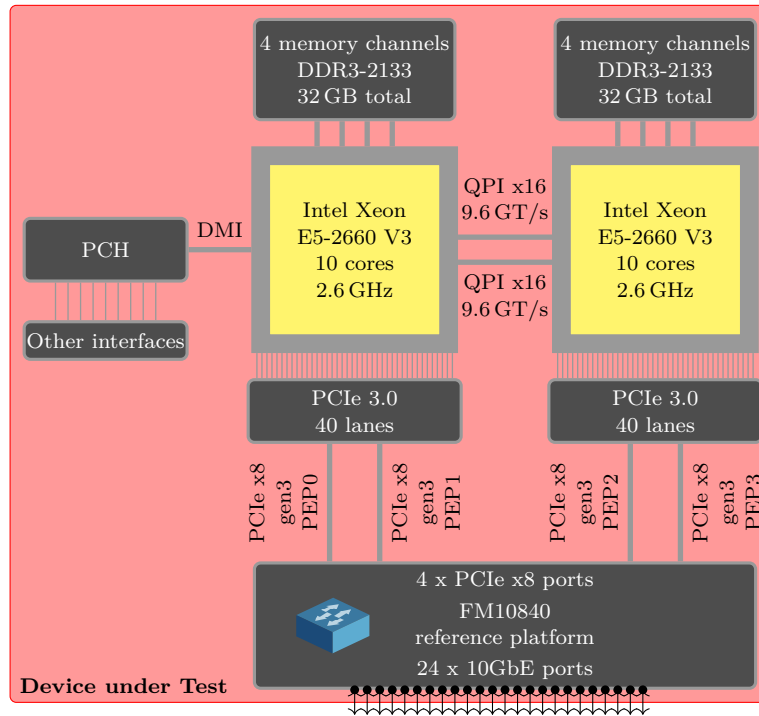 4 memory channels
DDR3-2133
32 GB total
4 memory channels
DDR3-2133
32 GB total
Intel Xeon
E5-2660 V3
10 cores
2.6 GHz
QPI x16
9.6 GT/s
QPI x16
9.6 GT/s
Intel Xeon
E5-2660 V3
10 cores
2.6 GHz
DMI
PCH
Other interfaces
PCIe 3.0
40 lanes
PCIe 3.0
40 lanes
PCIe x8
gen3
PEP0
PCIe x8
gen3
PEP1
PCIe x8
gen3
PEP2
PCIe x8
gen3
PEP3
4 x PCIe x8 ports
FM10840
reference platform
24 x 10GbE ports
Device under Test